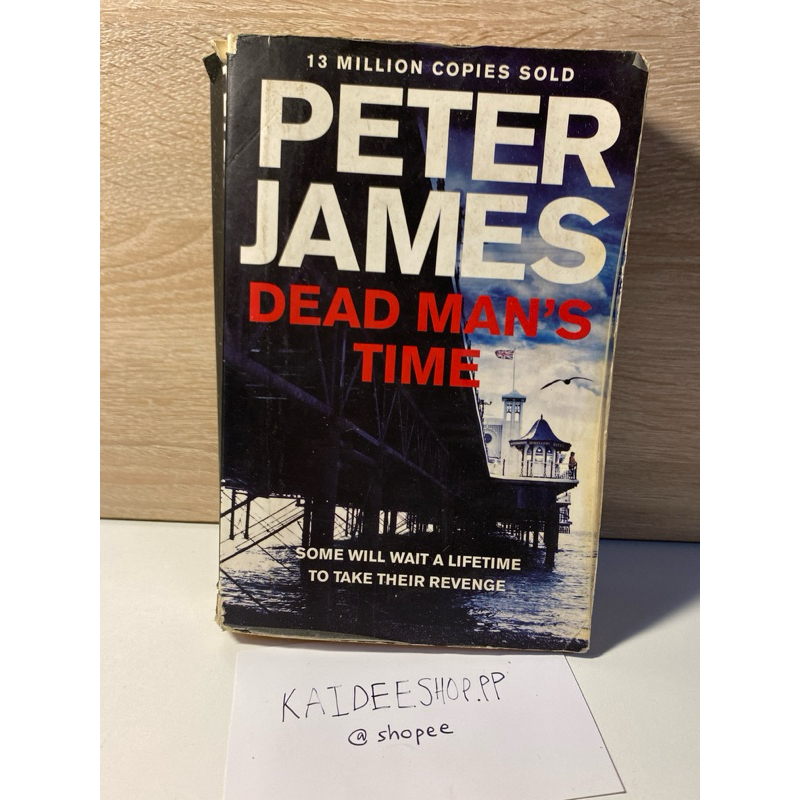 13 MILLION COPIES SOLD
PETER
JAMES
DEAD MAN'S
TIME
SOME WILL WAIT A LIFETIME
TO TAKE THEIR REVENGE
KAIDEESHOP.PP
@ shopee